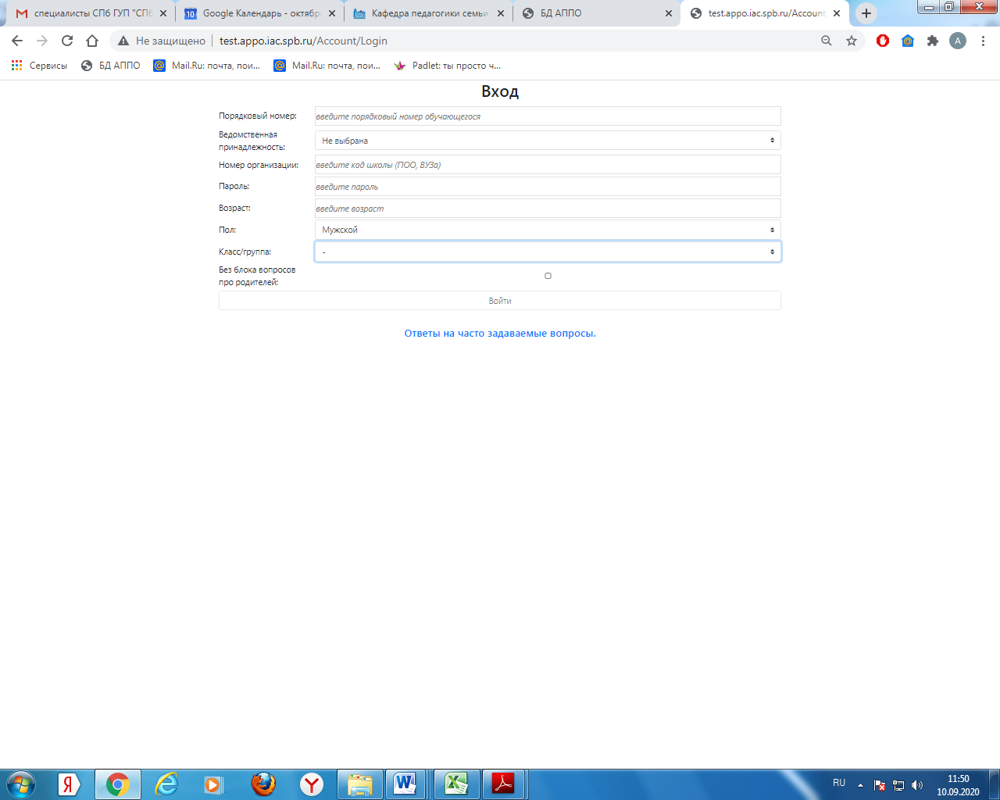 специалисты СПб ГУП "СПб
Google Календарь - октябр
Кафедра педагогики семьи
БД АППО
test.appo.iac.spb.ru/Account
Не защищено
test.appo.iac.spb.ru/Account/Login
A
Сервисы
БД АППО
Mail.Ru: почта, пои...
Mail.Ru: почта, пои...
Padlet: ты просто ч...
Вход
Порядковый номер:
введите порядковый номер обучающегося
Ведомственная
принадлежность:
Не выбрана
Номер организации:
введите код школы (ПОО, ВУЗа)
Пароль:
введите пароль
Возраст:
введите возраст
Пол:
Мужской
Класс/группа:
-
Без блока вопросов
про родителей:
Войти
Ответы на часто задаваемые вопросы.
RU
11:50
10.09.2020